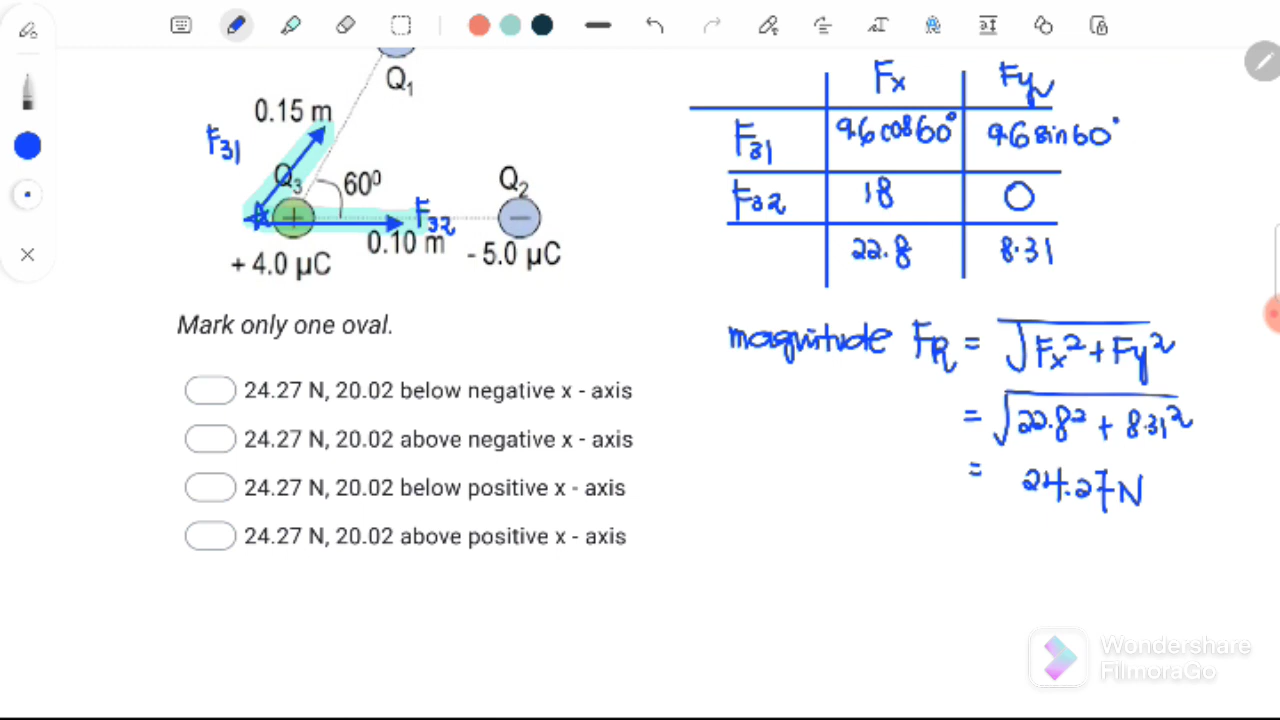 Q1
0.15 m
F31
Q3
60⁰
Q2
+
F32
−
0.10 m
+ 4.0 µC
- 5.0 µC
Mark only one oval.
24.27 N, 20.02 below negative x - axis
24.27 N, 20.02 above negative x - axis
24.27 N, 20.02 below positive x - axis
24.27 N, 20.02 above positive x - axis
Fx Fy
F31 9.6 cos 60° 9.6 sin 60°
F32 18 0
22.8 8.31
magnitude FR = √Fx² + Fy²
= √22.8² + 8.31²
= 24.27 N
Wondershare
FilmoraGo